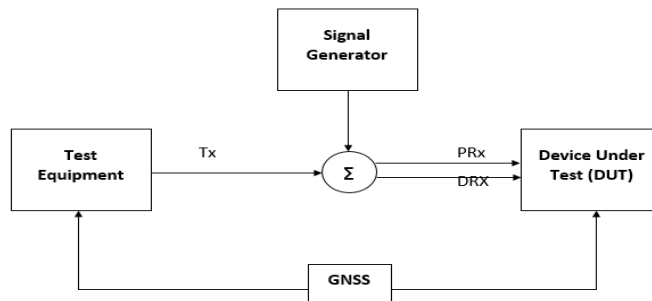 Signal
Generator
Test
Equipment
Tx
Σ
PRx
DRX
Device Under
Test (DUT)
GNSS